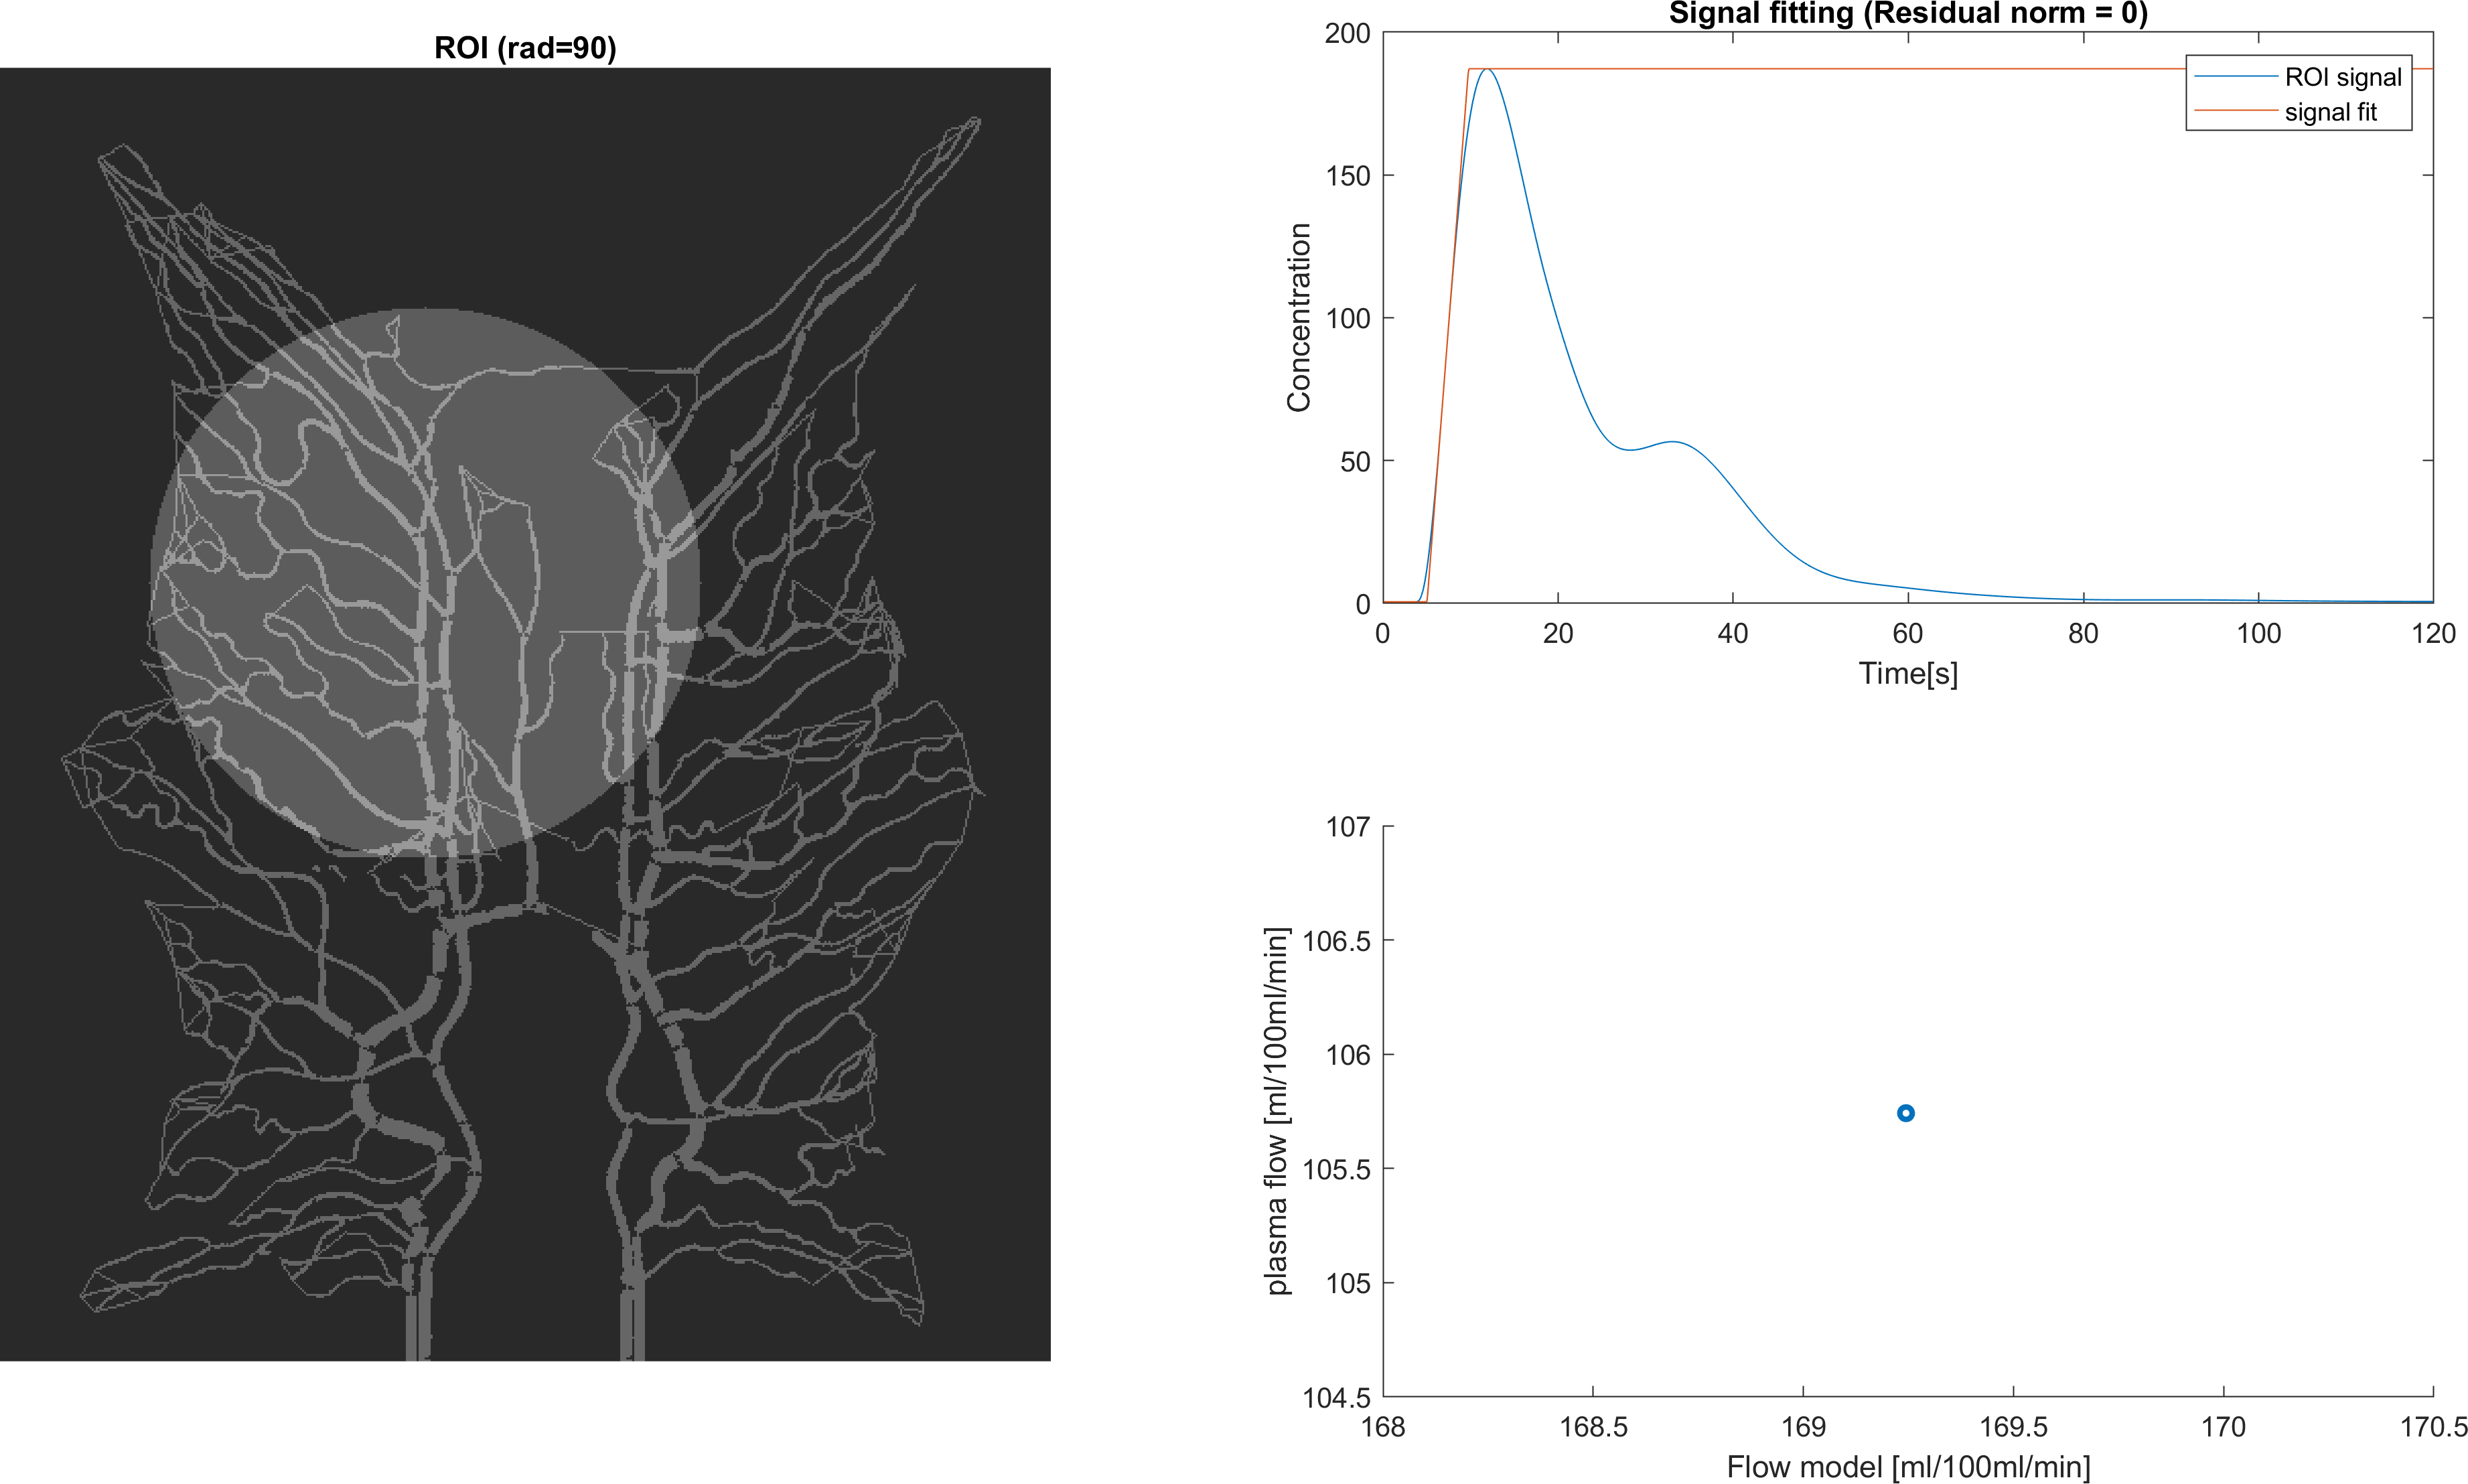 ROI (rad=90)
Signal fitting (Residual norm = 0)
200
150
100
50
0
Concentration
ROI signal
signal fit
0 20 40 60 80 100 120
Time[s]
107
106.5
106
105.5
105
104.5
plasma flow [ml/100ml/min]
168 168.5 169 169.5 170 170.5
Flow model [ml/100ml/min]